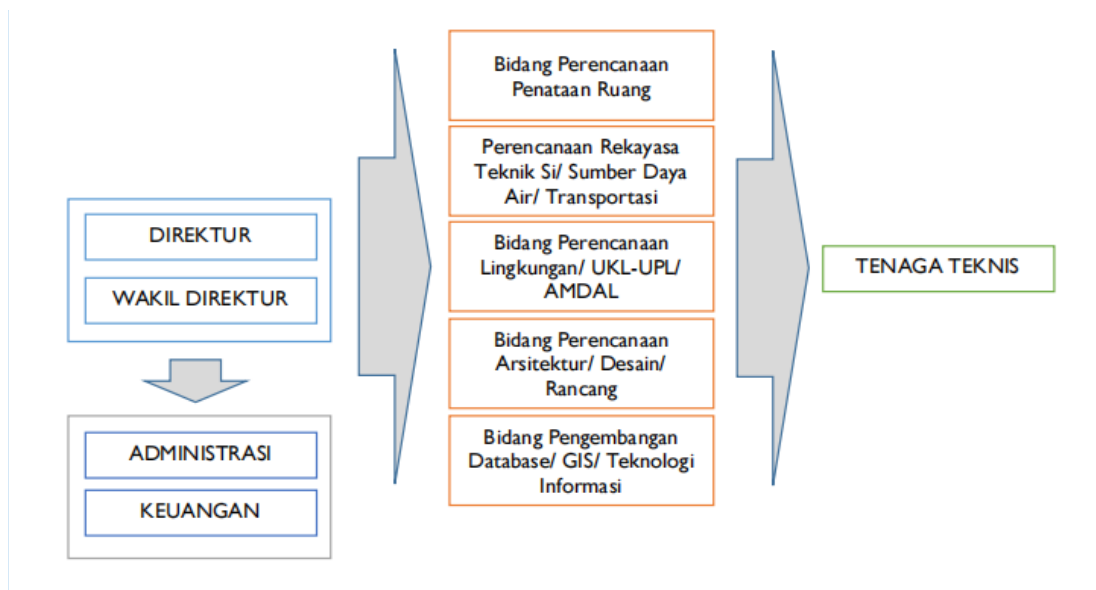 DIREKTUR
WAKIL DIREKTUR
ADMINISTRASI
KEUANGAN
Bidang Perencanaan
Penataan Ruang
Perencanaan Rekayasa
Teknik Si/ Sumber Daya
Air/ Transportasi
Bidang Perencanaan
Lingkungan/ UKL-UPL/
AMDAL
Bidang Perencanaan
Arsitektur/ Desain/
Rancang
Bidang Pengembangan
Database/ GIS/ Teknologi
Informasi
TENAGA TEKNIS